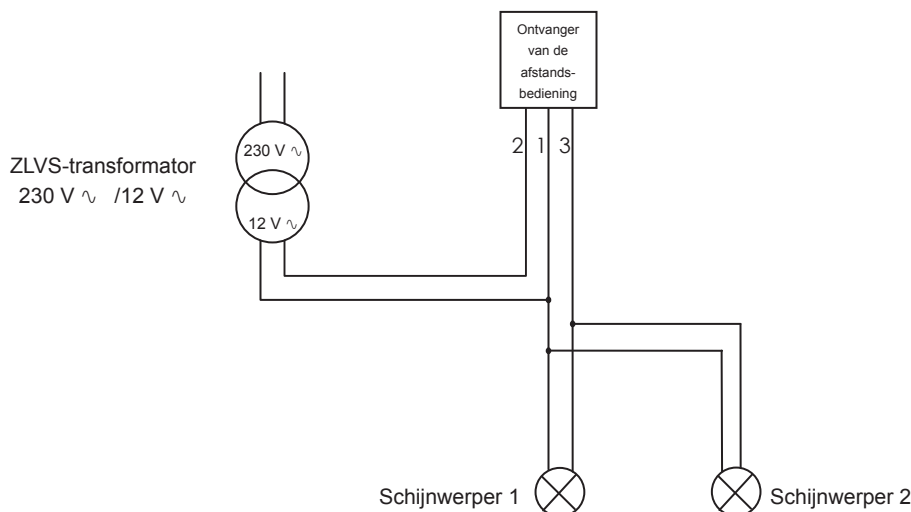 Ontvanger
van de
afstands-
bediening
2 1 3
230 V ∿
ZLVS-transformator
230 V ∿ /12 V ∿
12 V ∿
Schijnwerper 1
Schijnwerper 2